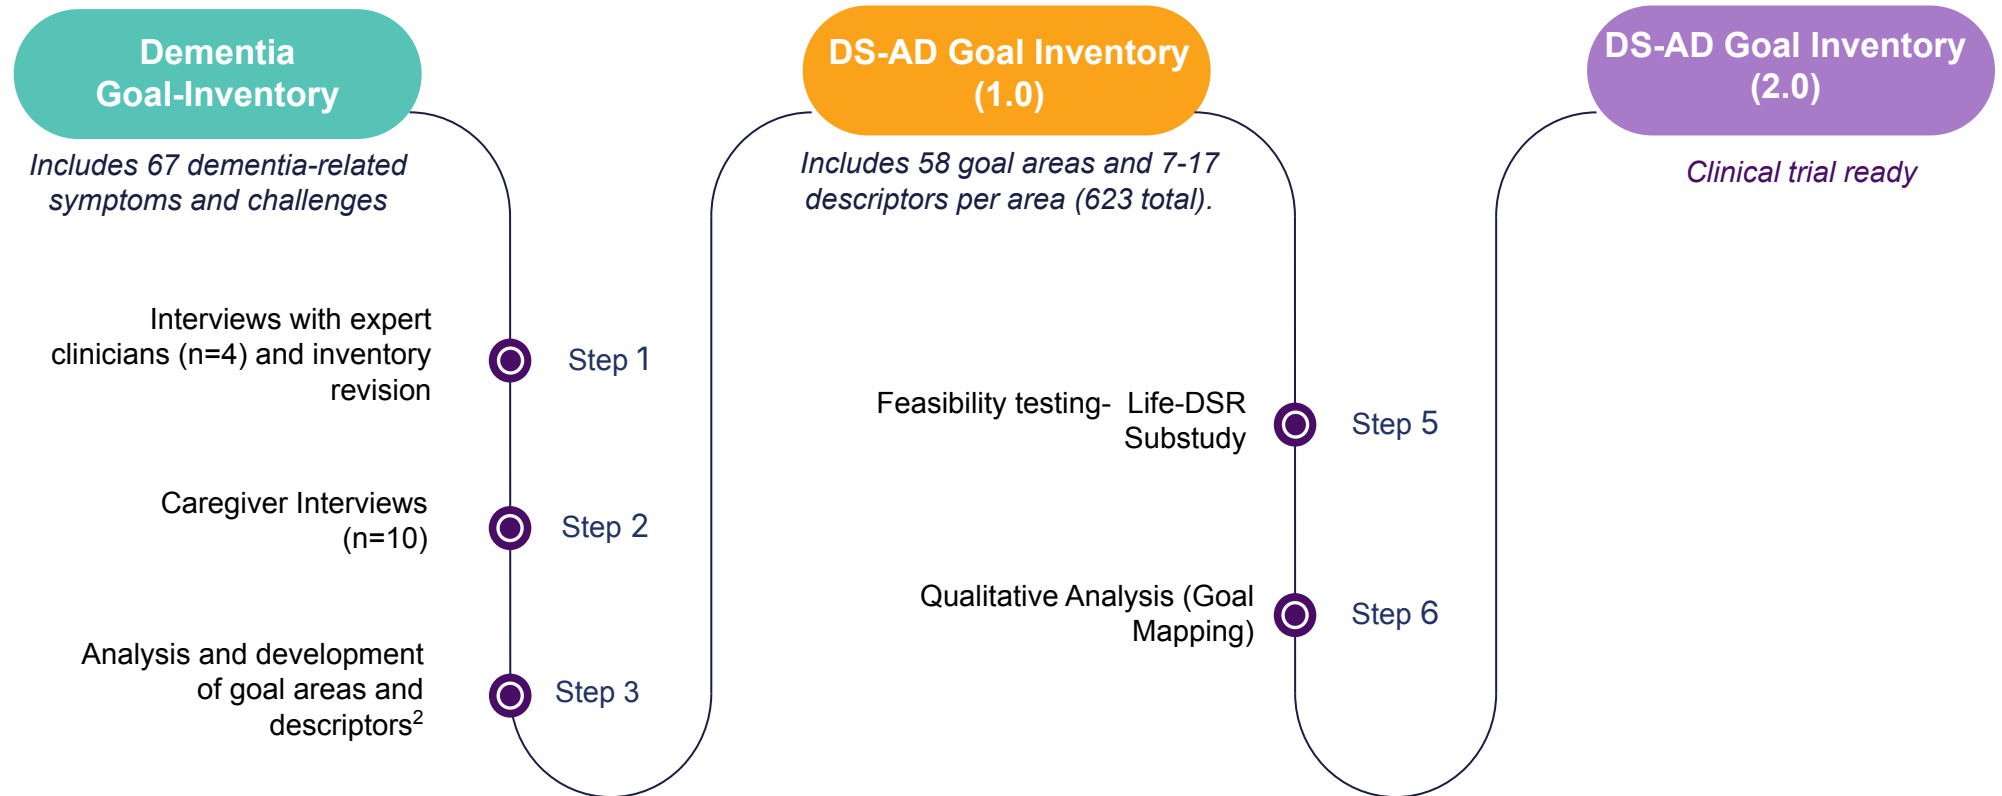 Dementia
Goal-Inventory
Includes 67 dementia-related
symptoms and challenges
Interviews with expert
clinicians (n=4) and inventory
revision
Step 1
Caregiver Interviews
(n=10)
Step 2
Analysis and development
of goal areas and
descriptors²
Step 3
DS-AD Goal Inventory
(1.0)
Includes 58 goal areas and 7-17
descriptors per area (623 total).
Feasibility testing- Life-DSR
Substudy
Step 5
Qualitative Analysis (Goal
Mapping)
Step 6
DS-AD Goal Inventory
(2.0)
Clinical trial ready